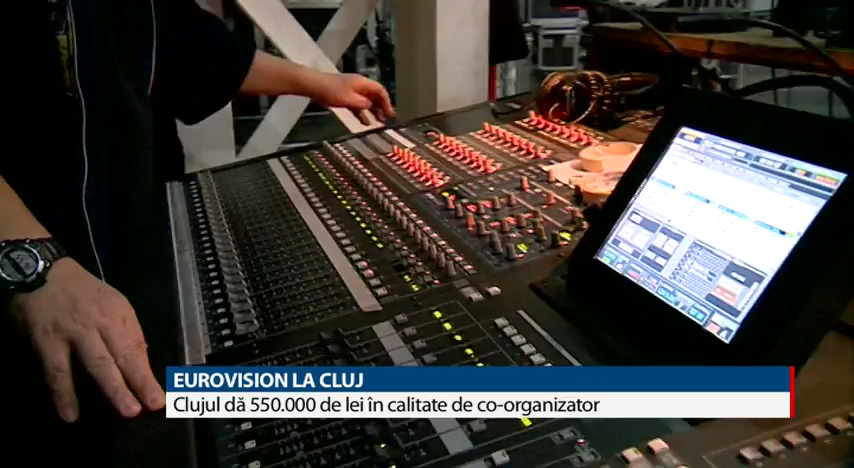 EUROVISION LA CLUJ
Clujul dă 550.000 de lei în calitate de co-organizator